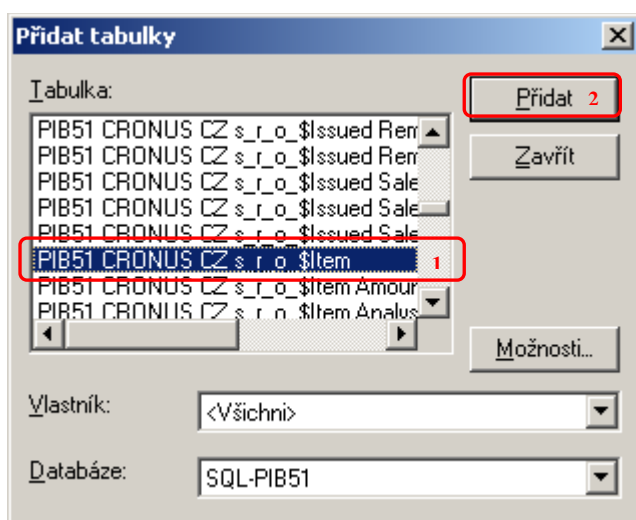 Přidat tabulky
Tabulka:
Přidat 2
PIB51 CRONUS CZ s_r_o_$Issued Rem
PIB51 CRONUS CZ s_r_o_$Issued Rem
Zavřít
PIB51 CRONUS CZ s_r_o_$Issued Sale
PIB51 CRONUS CZ s_r_o_$Issued Sale
PIB51 CRONUS CZ s_r_o_$Issued Sale
PIB51 CRONUS CZ s_r_o_$Item 1
PIB51 CRONUS CZ s_r_o_$Item Amour
PIB51 CRONUS CZ s_r_o_$Item Analys
Možnosti...
Vlastník:
<Všichni>
Databáze:
SQL-PIB51